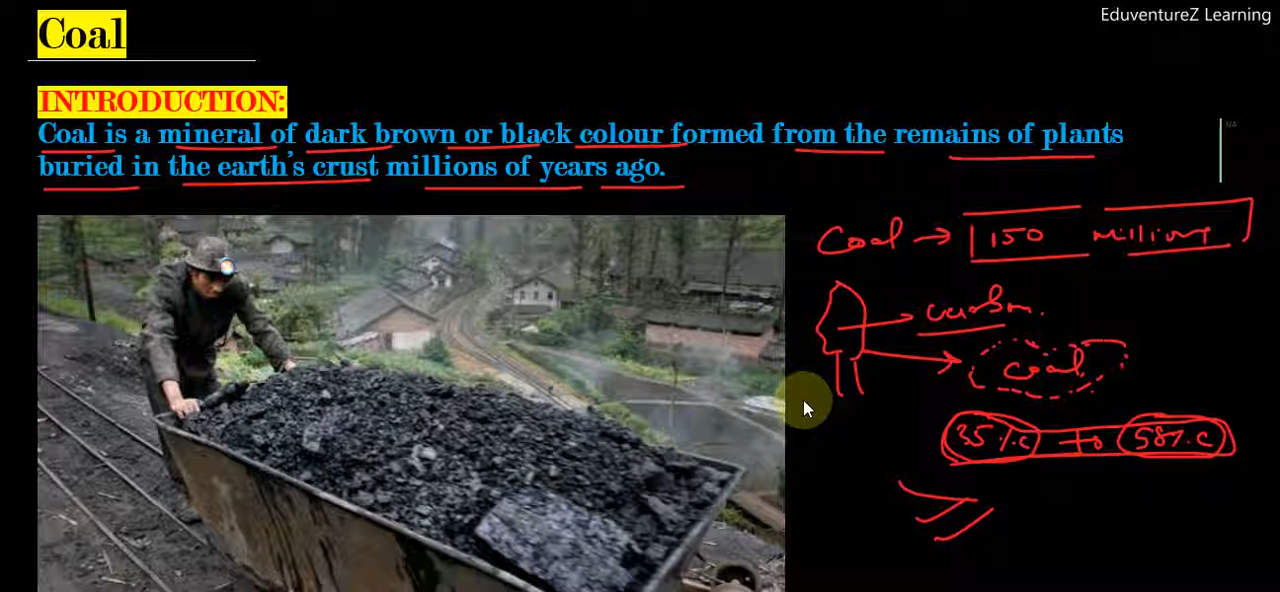 EduventureZ Learning
Coal
INTRODUCTION:
Coal is a mineral of dark brown or black colour formed from the remains of plants
buried in the earth's crust millions of years ago.
Coal → 150 millions
carbon.
coal
35%.c to 58%.c